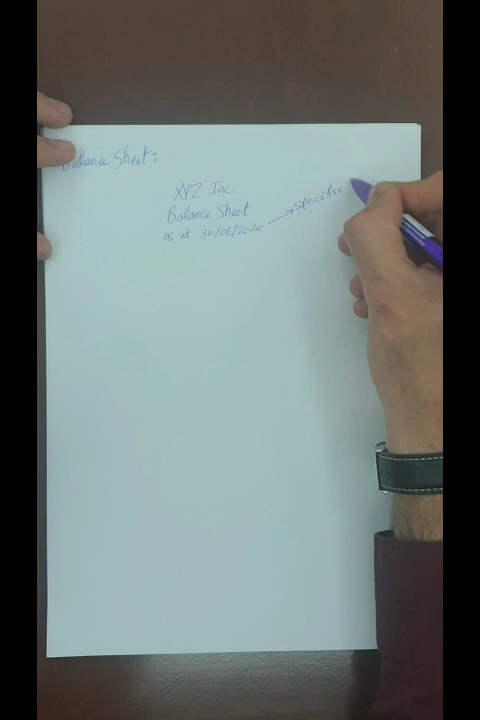 Balance Sheet:
XYZ Inc.
Balance Sheet
as at 30/06/2020 → specific